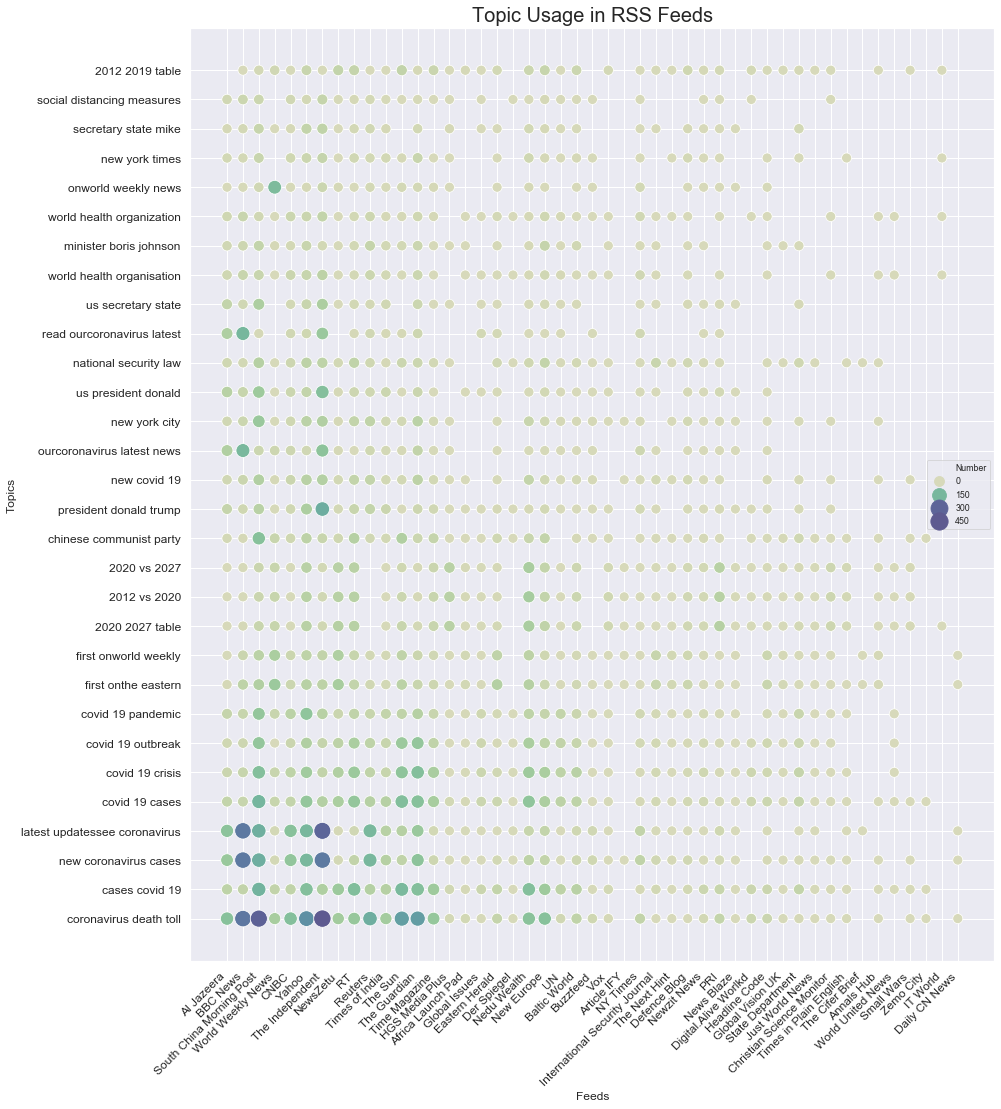 Topic Usage in RSS Feeds
2012 2019 table
social distancing measures
secretary state mike
new york times
onworld weekly news
world health organization
minister boris johnson
world health organisation
us secretary state
read ourcoronavirus latest
national security law
us president donald
new york city
ourcoronavirus latest news
new covid 19
president donald trump
chinese communist party
2020 vs 2027
2012 vs 2020
2020 2027 table
first onworld weekly
first onthe eastern
covid 19 pandemic
covid 19 outbreak
covid 19 crisis
covid 19 cases
latest updatessee coronavirus
new coronavirus cases
cases covid 19
coronavirus death toll
Topics
Number
0
150
300
450
Al Jazeera
BBC News
South China Morning Post
World Weekly News
CNBC
Yahoo
The Independent
NewsZetu
RT
Reuters
Times of India
The Sun
The Guardian
Time Magazine
HGS Media Plus
Africa Launch Pad
Global Issues
Eastern Herald
Der Spiegel
Nedu Wealth
New Europe
UN
Baltic World
Buzzfeed
Vox
Article IFY
NY Times
International Security Journal
The Next Hint
Defence Blog
Newzit News
PRI
News Blaze
Digital Alive Workd
Headline Code
Global Vision UK
State Department
Just World News
Christian Science Monitor
Times in Plain English
The Cifer Brief
Annals Hub
World United News
Small Wars
Zemo City
IT World
Daily CN News
Feeds